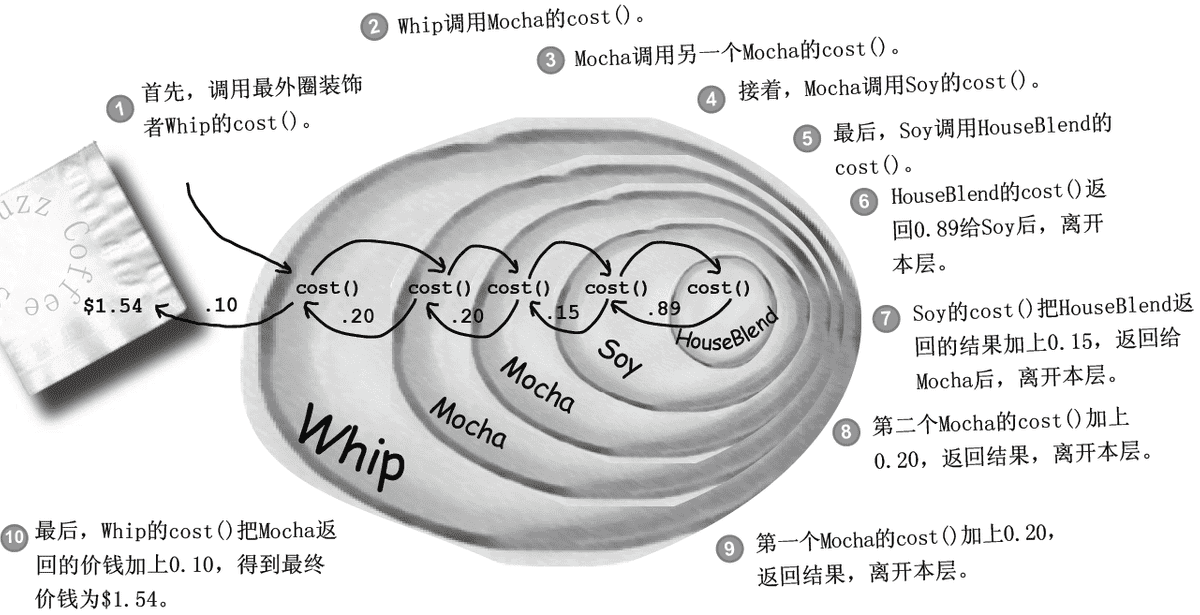 2 Whip调用Mocha的cost()。
3 Mocha调用另一个Mocha的cost()。
1 首先，调用最外圈装饰
者Whip的cost()。
4 接着，Mocha调用Soy的cost()。
5 最后，Soy调用HouseBlend的
cost()。
6 HouseBlend的cost()返
回0.89给Soy后，离开
本层。
Coffee
$1.54
.10
cost()
cost()
cost()
cost()
cost()
.20
.20
.15
.89
HouseBlend
Soy
Mocha
Mocha
Whip
7 Soy的cost()把HouseBlend返
回的结果加上0.15，返回给
Mocha后，离开本层。
8 第二个Mocha的cost()加上
0.20，返回结果，离开本层。
9 第一个Mocha的cost()加上0.20，
返回结果，离开本层。
10 最后，Whip的cost()把Mocha返
回的价钱加上0.10，得到最终
价钱为$1.54。